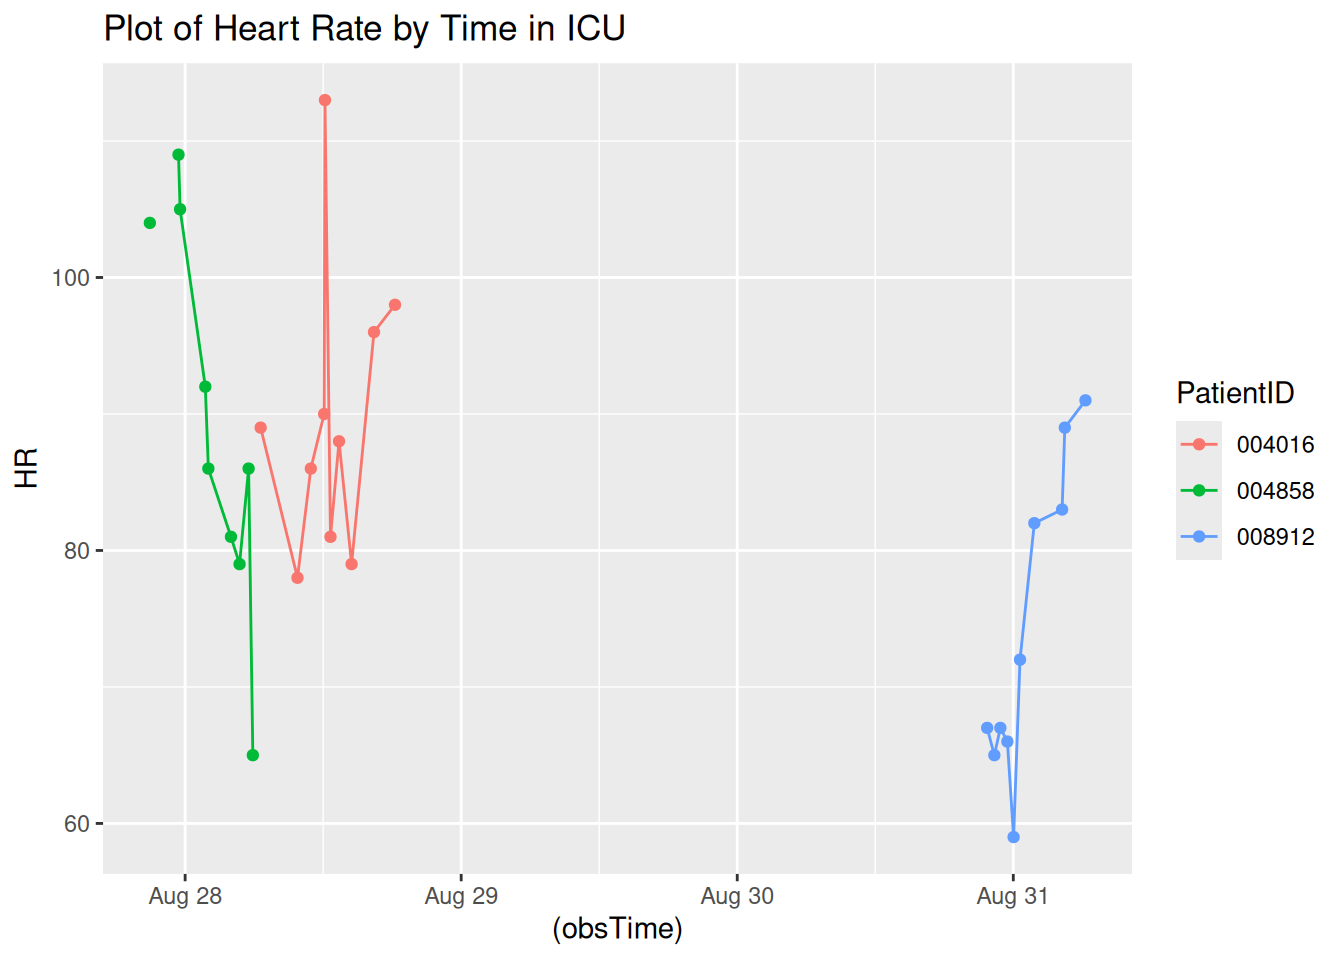 Plot of Heart Rate by Time in ICU
HR
100
80
60
Aug 28
Aug 29
Aug 30
Aug 31
(obsTime)
PatientID
004016
004858
008912